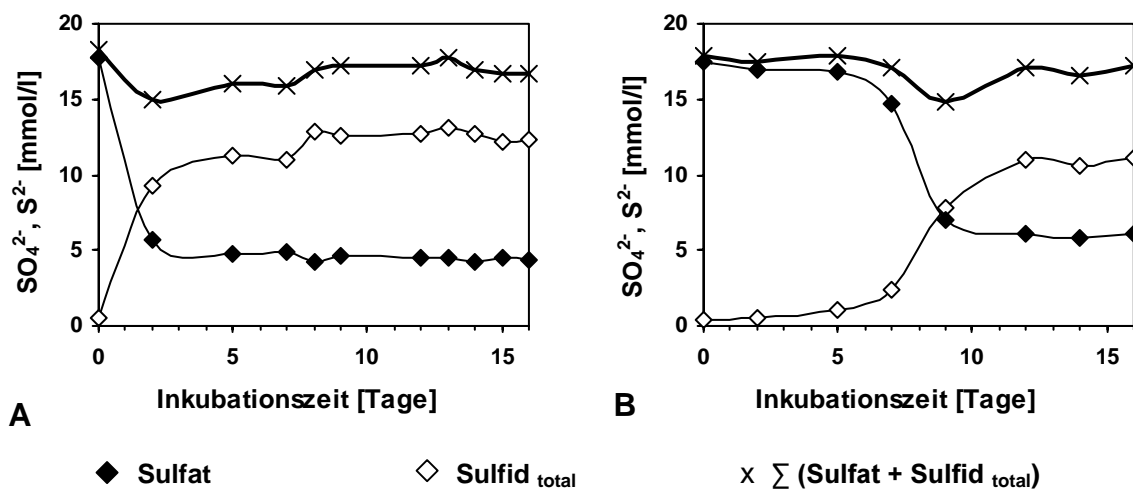 20
15
10
5
0
SO₄²⁻, S²⁻ [mmol/l]
0 5 10 15
Inkubationszeit [Tage]
A
20
15
10
5
0
SO₄²⁻, S²⁻ [mmol/l]
0 5 10 15
Inkubationszeit [Tage]
B
Sulfat
Sulfid total
x ∑ (Sulfat + Sulfid total)